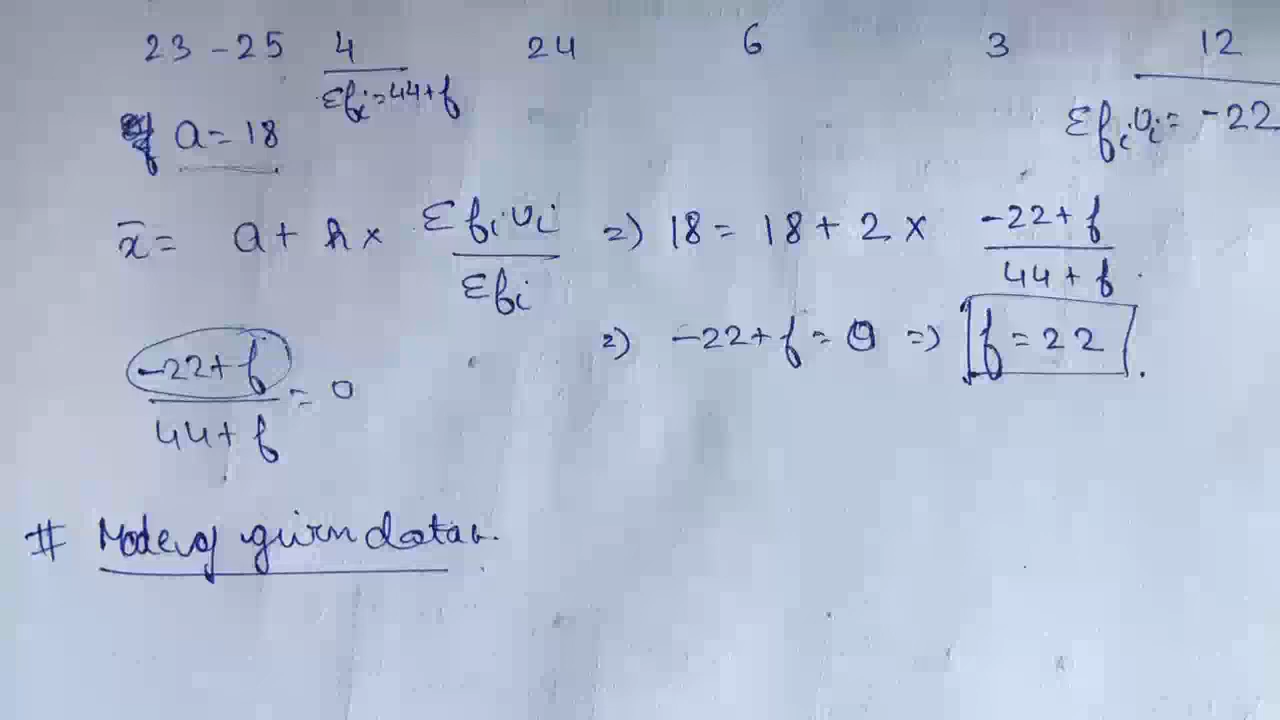 23 - 25 4 24 6 3 12
Σfi = 44 + f
Σfiui = -22
a = 18
x̄ = a + h × Σfiui / Σfi => 18 = 18 + 2 × -22 + f / 44 + f
=> -22 + f = 0 => f = 22
-22 + f / 44 + f = 0
# Mode of given data.